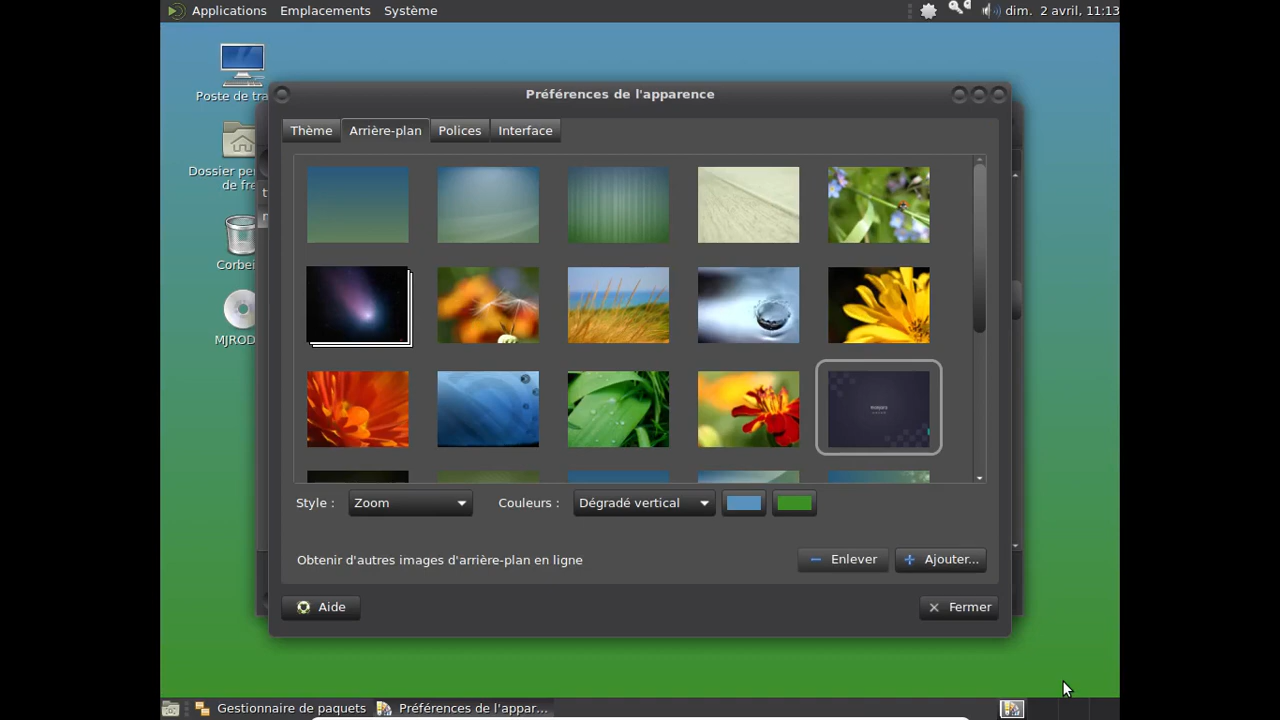 Applications Emplacements Système
dim. 2 avril, 11:13
Poste de tra
Préférences de l'apparence
Thème Arrière-plan Polices Interface
Dossier pe
de fre
Corbei
MJROD
manjaro
Style : Zoom Couleurs : Dégradé vertical
Obtenir d'autres images d'arrière-plan en ligne
Enlever Ajouter...
Aide Fermer
Gestionnaire de paquets Préférences de l'appar...